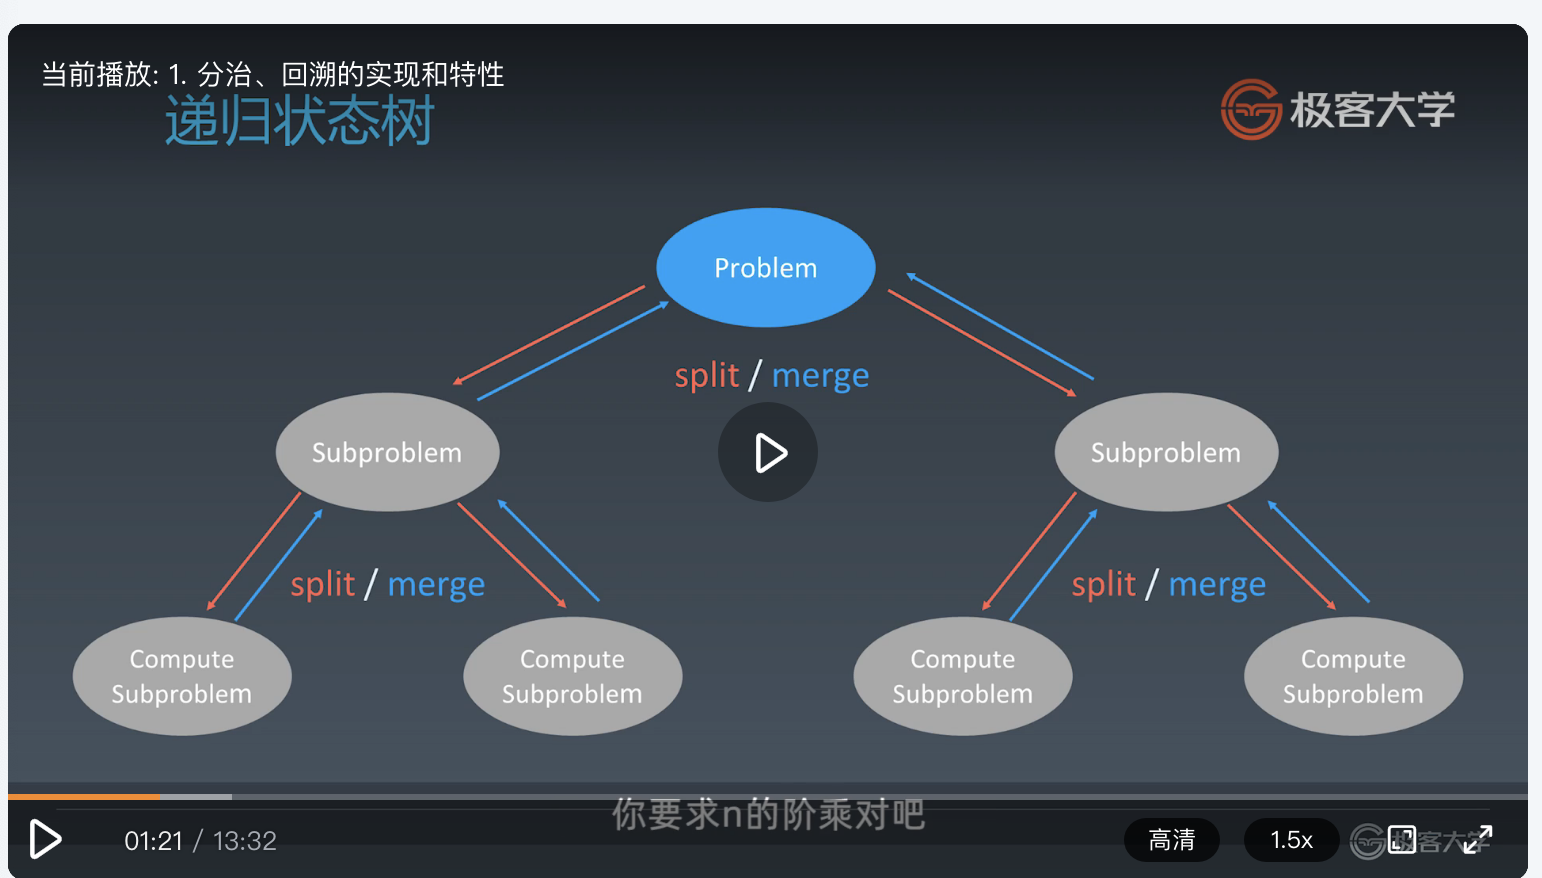 当前播放: 1. 分治、回溯的实现和特性
递归状态树
极客大学
Problem
split / merge
Subproblem
Subproblem
split / merge
split / merge
Compute
Subproblem
Compute
Subproblem
Compute
Subproblem
Compute
Subproblem
你要求n的阶乘对吧
01:21 / 13:32
高清
1.5x
极客大学